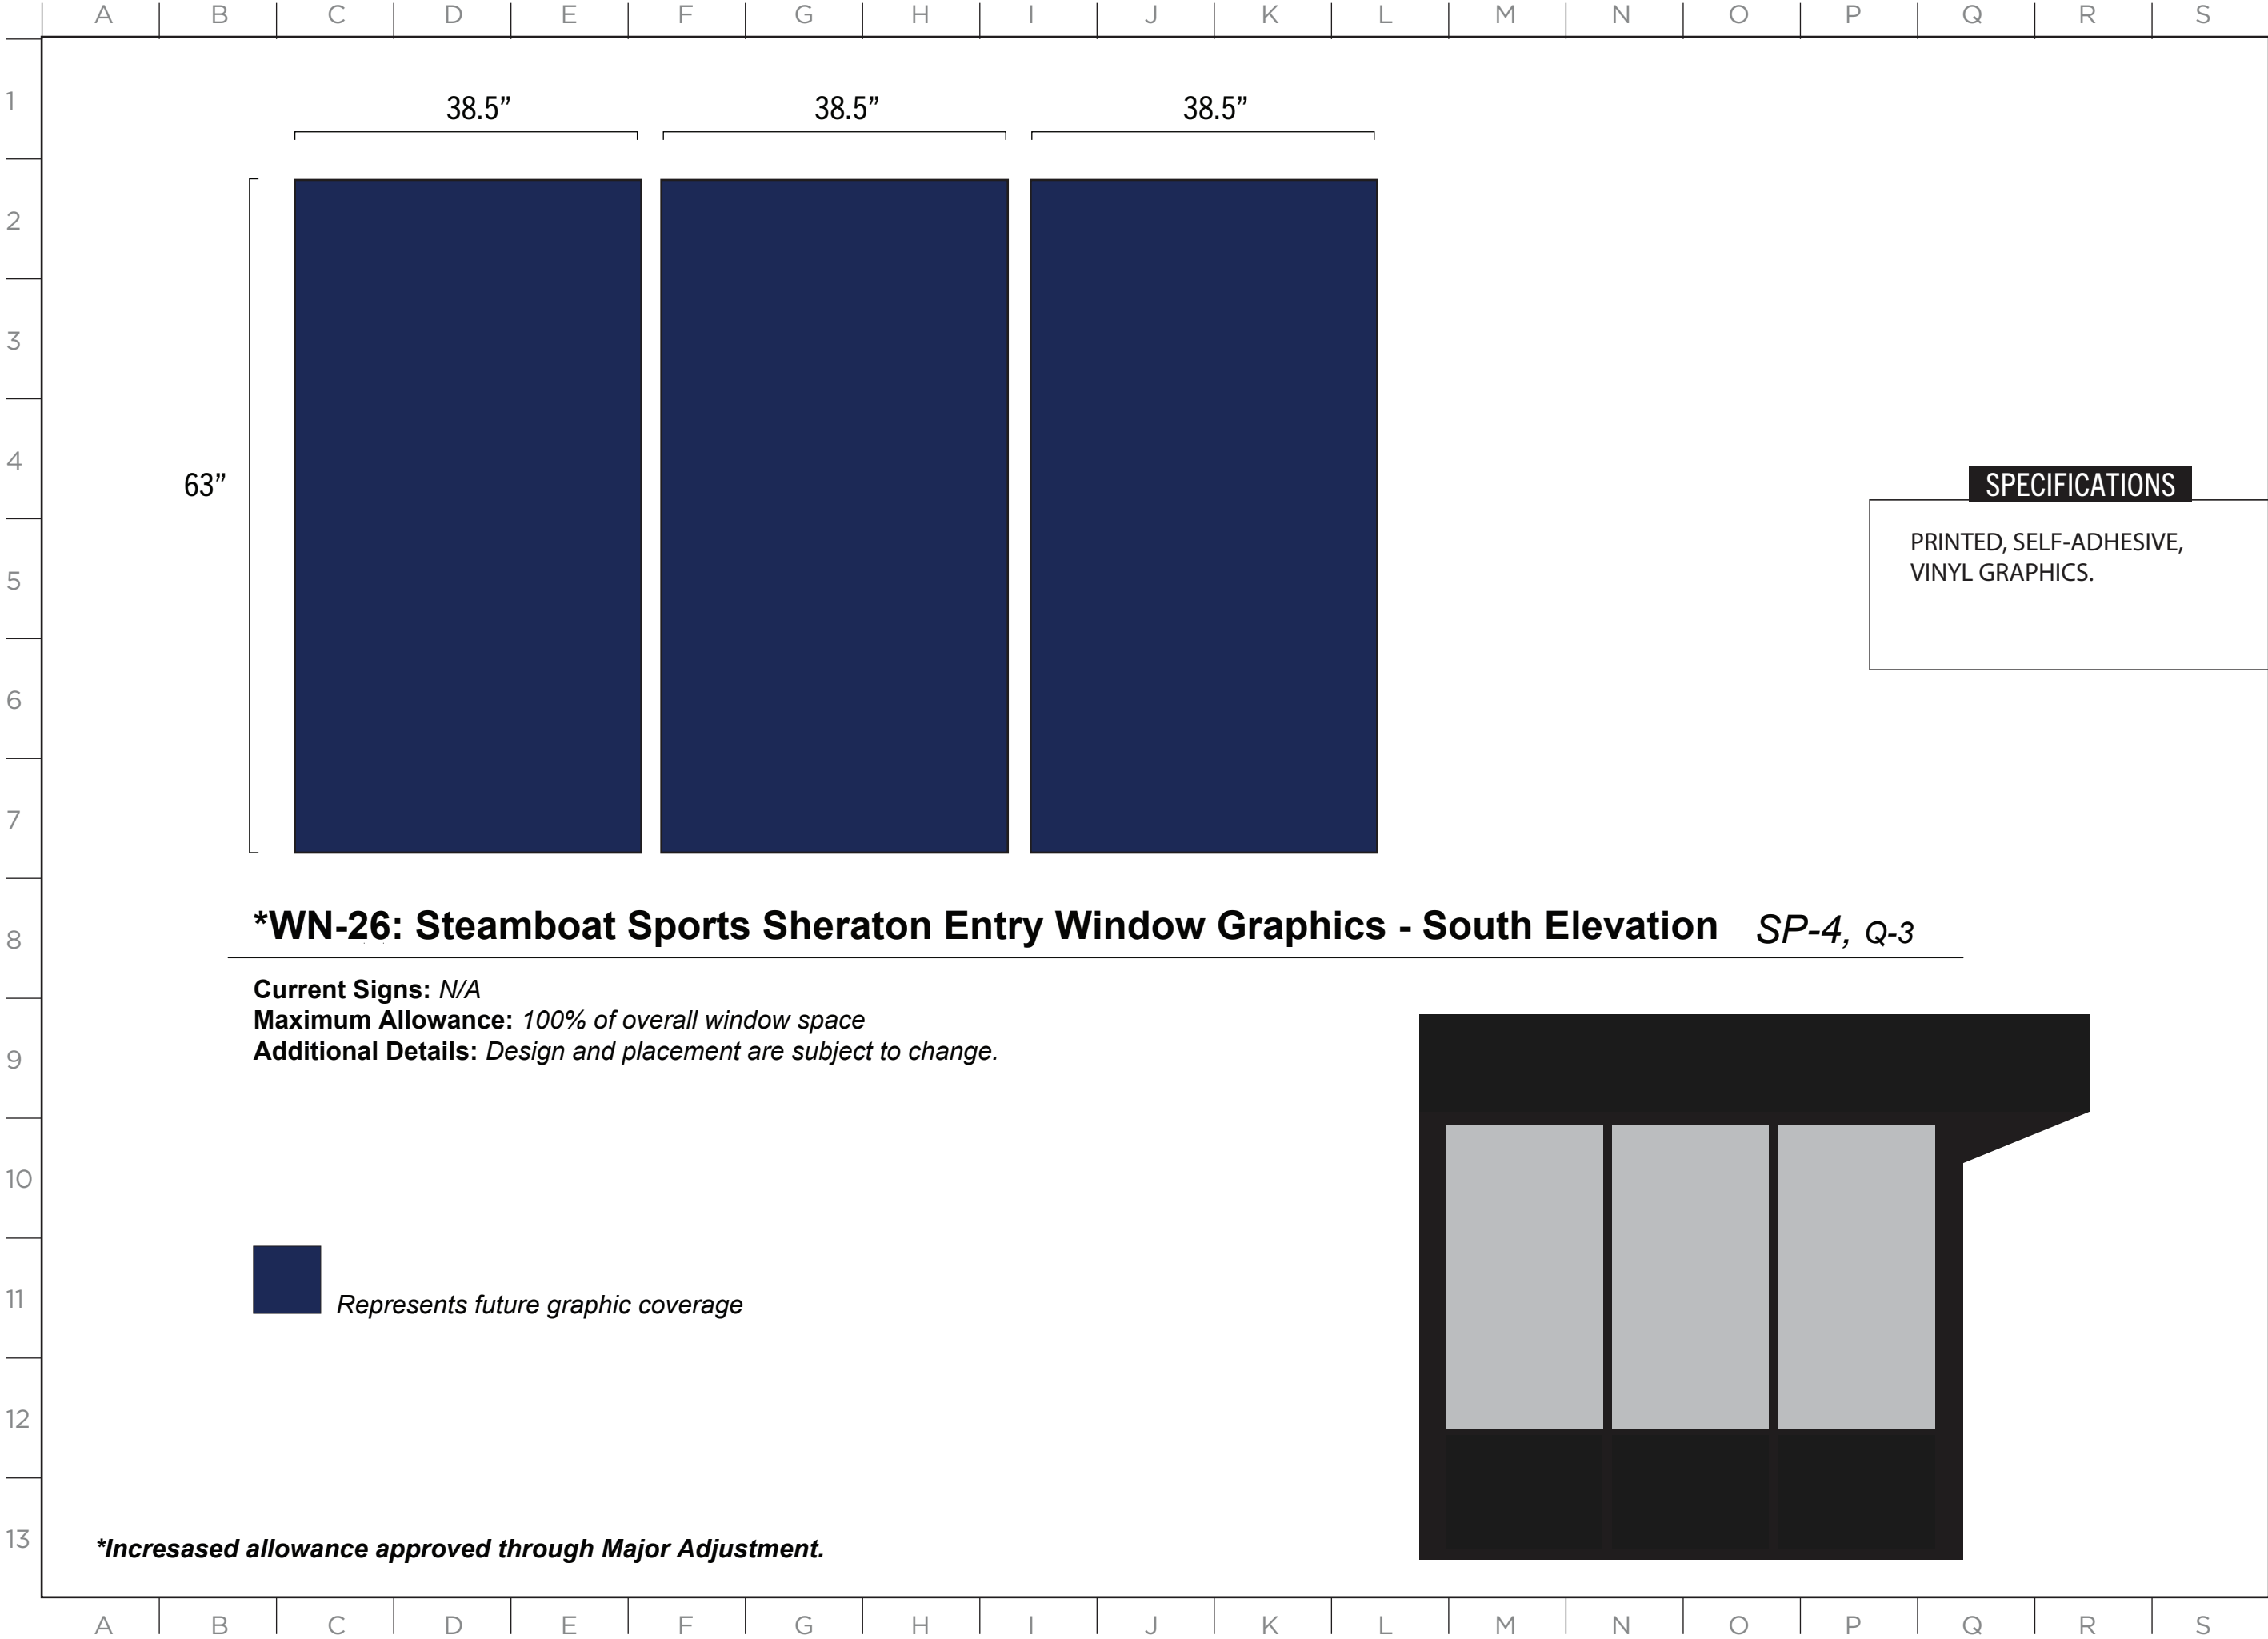 A B C D E F G H I J K L M N O P Q R S
1
38.5” 38.5” 38.5”
2
3
4
63”
SPECIFICATIONS
PRINTED, SELF-ADHESIVE,
VINYL GRAPHICS.
5
6
7
*WN-26: Steamboat Sports Sheraton Entry Window Graphics - South Elevation SP-4, Q-3
8
Current Signs: N/A
Maximum Allowance: 100% of overall window space
Additional Details: Design and placement are subject to change.
9
10
11
Represents future graphic coverage
12
13
*Incresased allowance approved through Major Adjustment.
A B C D E F G H I J K L M N O P Q R S